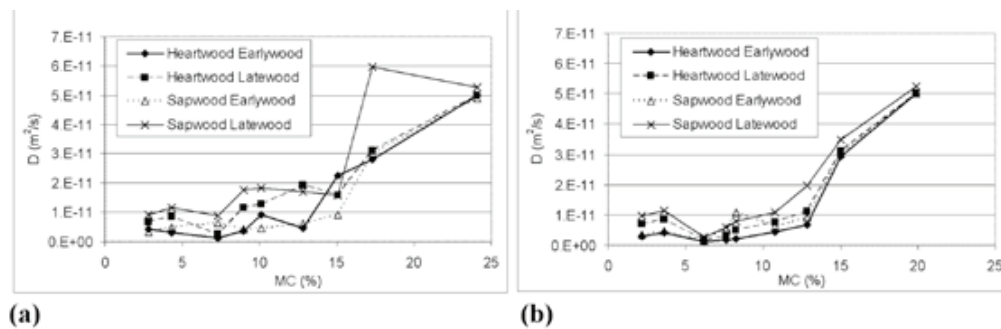 7.E-11
6.E-11
5.E-11
4.E-11
3.E-11
2.E-11
1.E-11
0.E+00
D (m²/s)
Heartwood Earlywood
Heartwood Latewood
Sapwood Earlywood
Sapwood Latewood
0 5 10 15 20 25
MC (%)
(a)
7.E-11
6.E-11
5.E-11
4.E-11
3.E-11
2.E-11
1.E-11
0.E+00
D (m²/s)
Heartwood Earlywood
Heartwood Latewood
Sapwood Earlywood
Sapwood Latewood
0 5 10 15 20 25
MC (%)
(b)